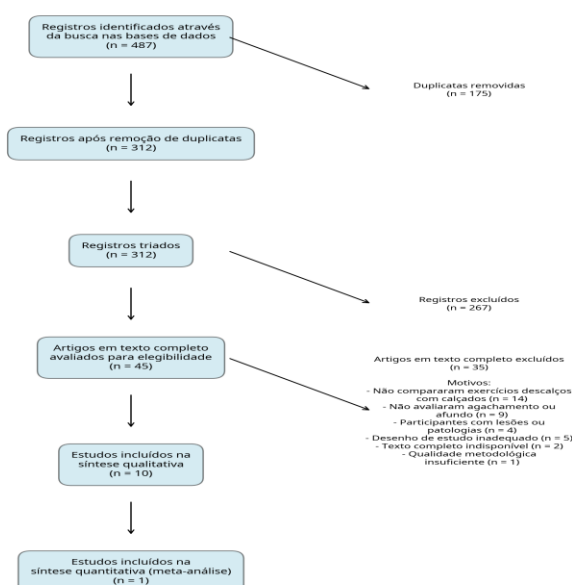 Registros identificados através
da busca nas bases de dados
(n = 487)
Duplicatas removidas
(n = 175)
Registros após remoção de duplicatas
(n = 312)
Registros triados
(n = 312)
Registros excluídos
(n = 267)
Artigos em texto completo
avaliados para elegibilidade
(n = 45)
Artigos em texto completo excluídos
(n = 35)
Motivos:
- Não compararam exercícios descalços
com calçados (n = 14)
- Não avaliaram agachamento ou
afundo (n = 9)
- Participantes com lesões ou
patologias (n = 4)
- Desenho de estudo inadequado (n = 5)
- Texto completo indisponível (n = 2)
- Qualidade metodológica
insuficiente (n = 1)
Estudos incluídos na
síntese qualitativa
(n = 10)
Estudos incluídos na
síntese quantitativa (meta-análise)
(n = 1)